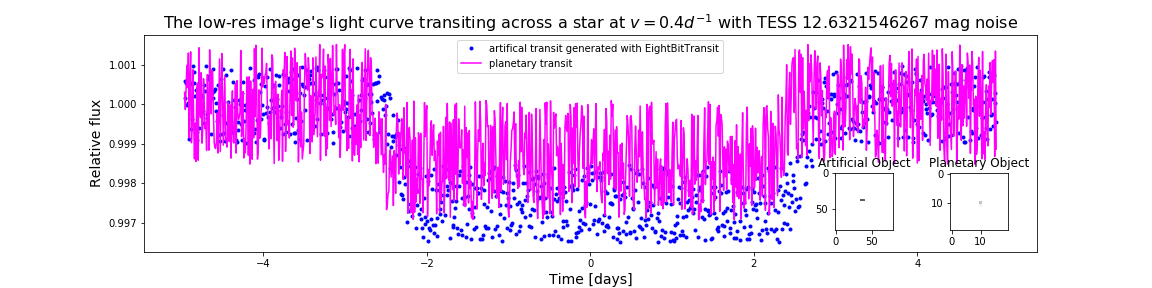 The low-res image's light curve transiting across a star at v = 0.4d⁻¹ with TESS 12.6321546267 mag noise
artifical transit generated with EightBitTransit
planetary transit
Relative flux
1.001
1.000
0.999
0.998
0.997
Artificial Object
0
50
0 50
Planetary Object
0
10
0 10
−4 −2 0 2 4
Time [days]